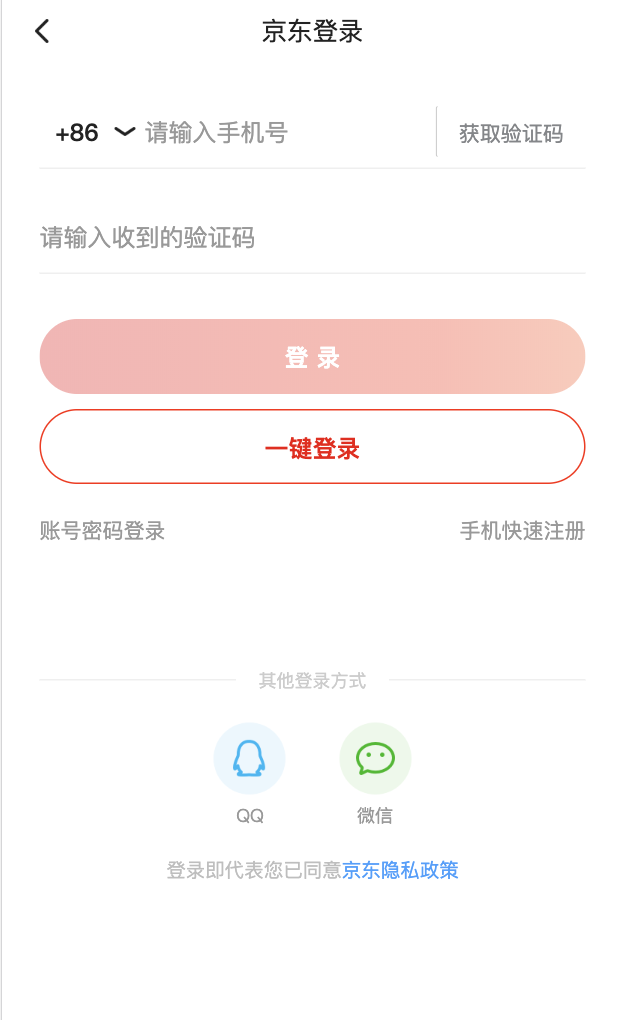 京东登录
+86 请输入手机号 获取验证码
请输入收到的验证码
登 录
一键登录
账号密码登录 手机快速注册
其他登录方式
QQ 微信
登录即代表您已同意京东隐私政策